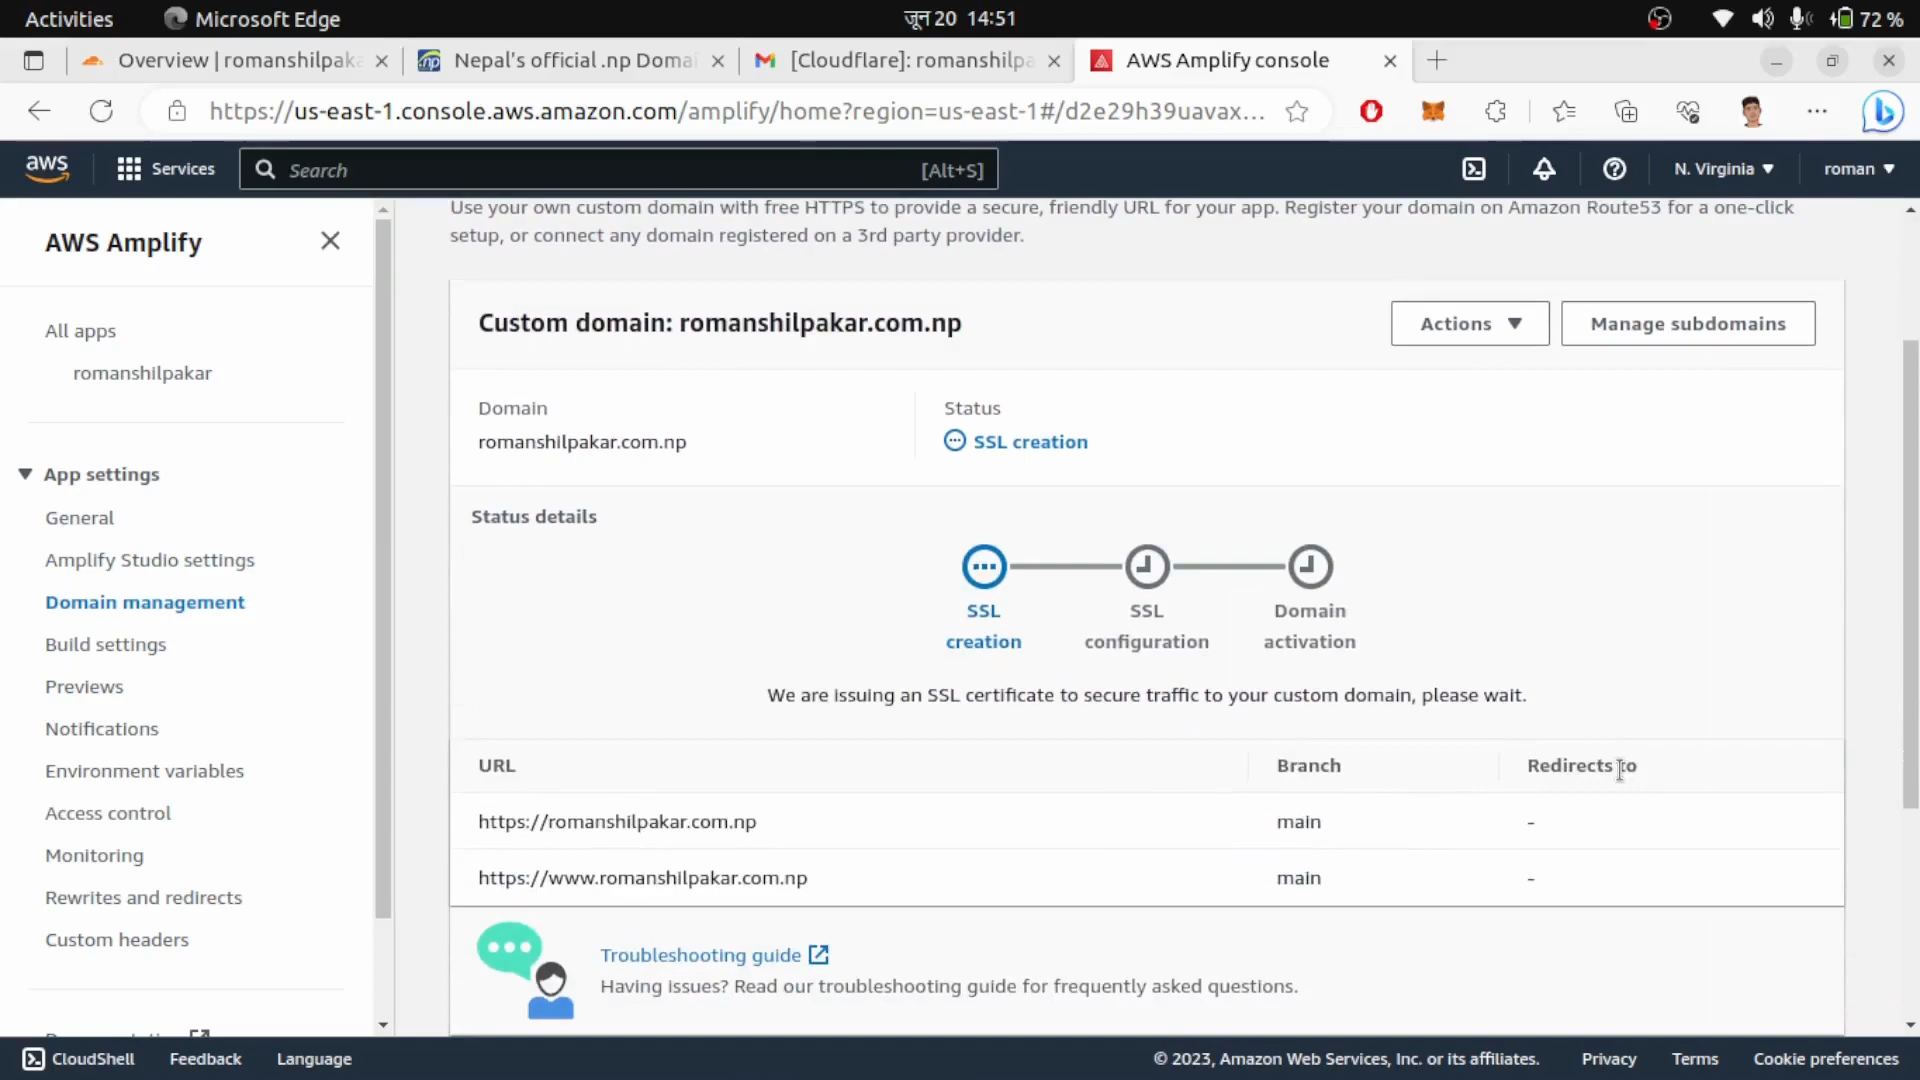 Activities
Microsoft Edge
जून 20 14:51
72 %
Overview | romanshilpaka
Nepal's official .np Domai
[Cloudflare]: romanshilpa
AWS Amplify console
https://us-east-1.console.aws.amazon.com/amplify/home?region=us-east-1#/d2e29h39uavax...
aws
Services
Search
[Alt+S]
N. Virginia
roman
AWS Amplify
All apps
romanshilpakar
App settings
General
Amplify Studio settings
Domain management
Build settings
Previews
Notifications
Environment variables
Access control
Monitoring
Rewrites and redirects
Custom headers
Use your own custom domain with free HTTPS to provide a secure, friendly URL for your app. Register your domain on Amazon Route53 for a one-click
setup, or connect any domain registered on a 3rd party provider.
Custom domain: romanshilpakar.com.np
Actions
Manage subdomains
Domain
romanshilpakar.com.np
Status
SSL creation
Status details
SSL
creation
SSL
configuration
Domain
activation
We are issuing an SSL certificate to secure traffic to your custom domain, please wait.
URL
Branch
Redirects to
https://romanshilpakar.com.np
main
-
https://www.romanshilpakar.com.np
main
-
Troubleshooting guide
Having issues? Read our troubleshooting guide for frequently asked questions.
CloudShell
Feedback
Language
© 2023, Amazon Web Services, Inc. or its affiliates.
Privacy
Terms
Cookie preferences